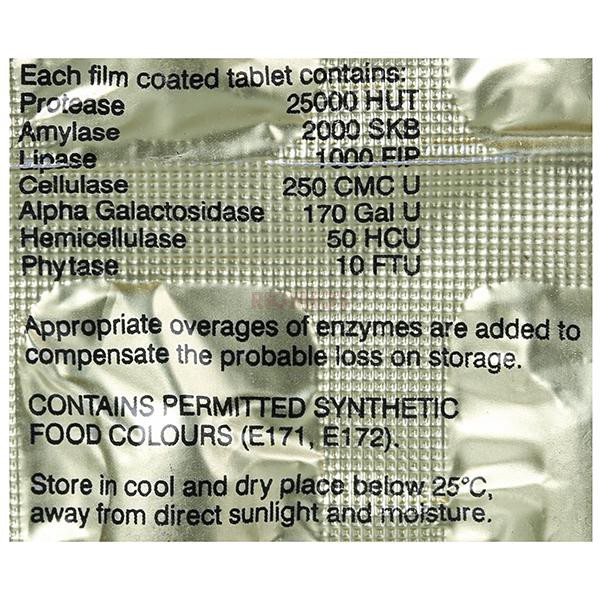 Each film coated tablet contains:
Protease 25000 HUT
Amylase 2000 SKB
Lipase 1000 FIP
Cellulase 250 CMC U
Alpha Galactosidase 170 Gal U
Hemicellulase 50 HCU
Phytase 10 FTU
Appropriate overages of enzymes are added to
compensate the probable loss on storage.
CONTAINS PERMITTED SYNTHETIC
FOOD COLOURS (E171, E172).
Store in cool and dry place below 25°C,
away from direct sunlight and moisture.